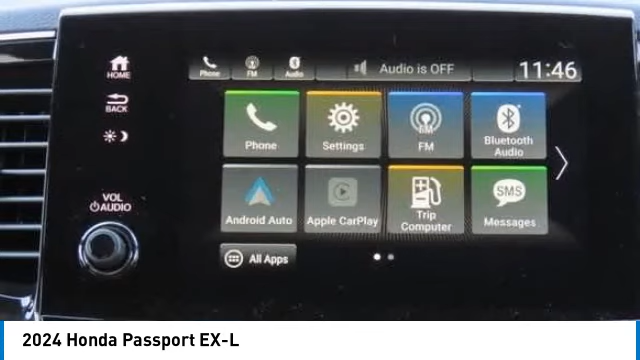 HOME
Phone
FM
Audio
Audio is OFF
11:46
BACK
VOL
AUDIO
Phone
Settings
FM
Bluetooth
Audio
Android Auto
Apple CarPlay
Trip
Computer
SMS
Messages
All Apps
2024 Honda Passport EX-L